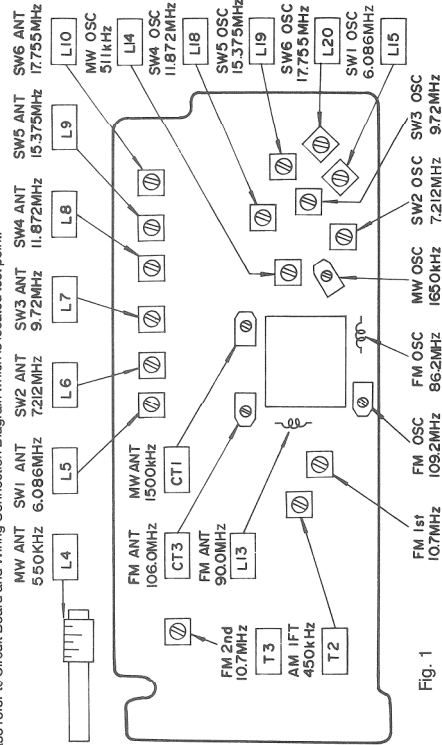 refer to Circuit Board and Wiring Connection Diagram which is located test point.
MW ANT
550KHz
L4
SW1 ANT
6.086MHz
L5
SW2 ANT
7.212MHz
L6
SW3 ANT
9.72MHz
L7
SW4 ANT
11.872MHz
L8
SW5 ANT
15.375MHz
L9
SW6 ANT
17.755MHz
L10
MW OSC
511kHz
L14
SW4 OSC
11.872MHz
L18
SW5 OSC
15.375MHz
L19
SW6 OSC
17.755MHz
L20
SW1 OSC
6.086MHz
L15
MW ANT
1500kHz
CT1
FM ANT
106.0MHz
CT3
FM ANT
90.0MHz
L13
FM 2nd
10.7MHz
T3
AM IFT
450kHz
T2
FM 1st
10.7MHz
FM OSC
109.2MHz
FM OSC
86.2MHz
MW OSC
1650kHz
SW2 OSC
7.212MHz
SW3 OSC
9.72MHz
Fig. 1